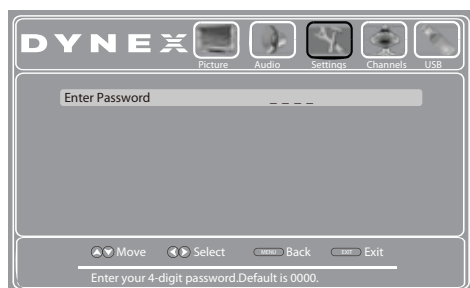 DYNEX
Picture Audio Settings Channels USB
Enter Password _ _ _ _
Move Select MENU Back EXIT Exit
Enter your 4-digit password.Default is 0000.